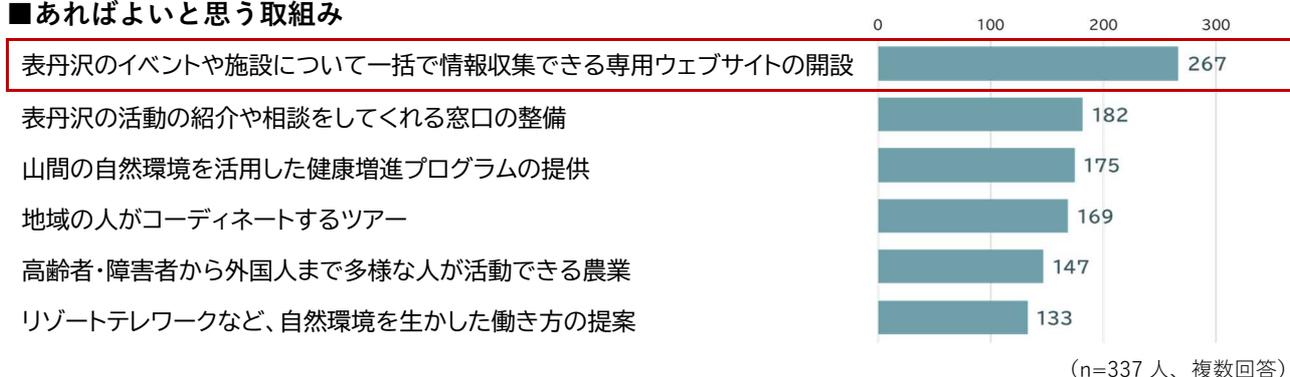 ■あればよいと思う取組み
0 100 200 300
表丹沢のイベントや施設について一括で情報収集できる専用ウェブサイトの開設 267
表丹沢の活動の紹介や相談をしてくれる窓口の整備 182
山間の自然環境を活用した健康増進プログラムの提供 175
地域の人がコーディネートするツアー 169
高齢者・障害者から外国人まで多様な人が活動できる農業 147
リゾートテレワークなど、自然環境を生かした働き方の提案 133
（n=337 人、複数回答）